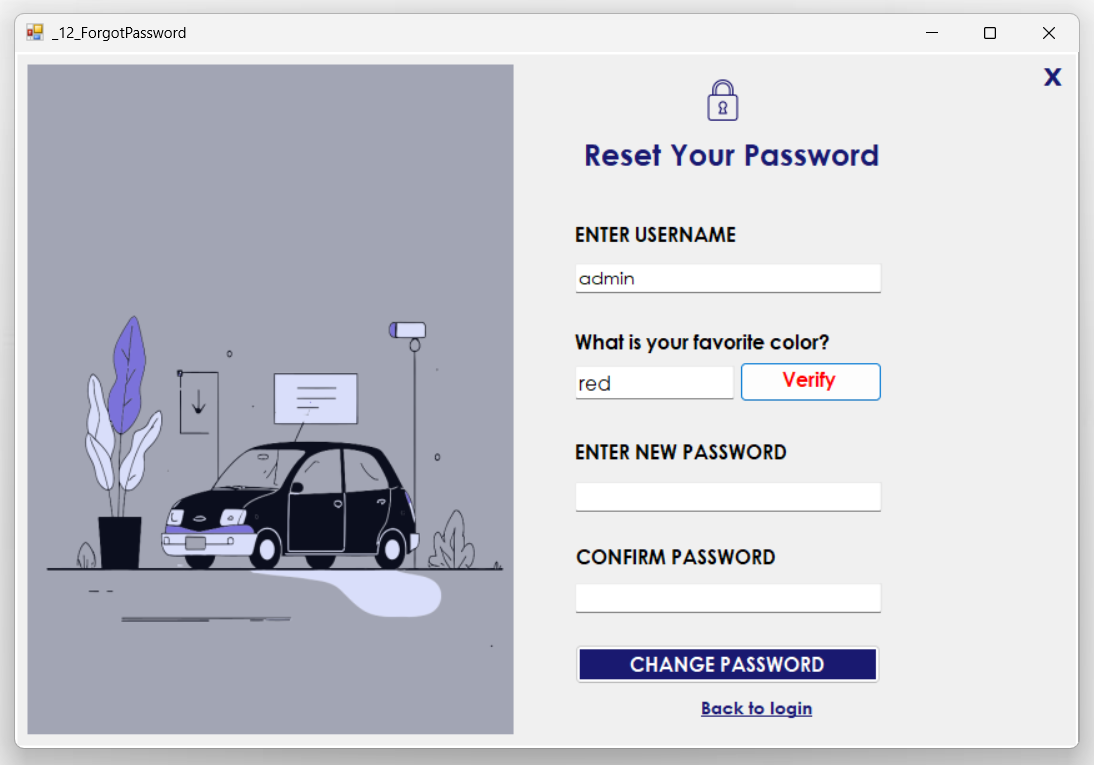 _12_ForgotPassword
X
Reset Your Password
ENTER USERNAME
admin
What is your favorite color?
red
Verify
ENTER NEW PASSWORD
CONFIRM PASSWORD
CHANGE PASSWORD
Back to login